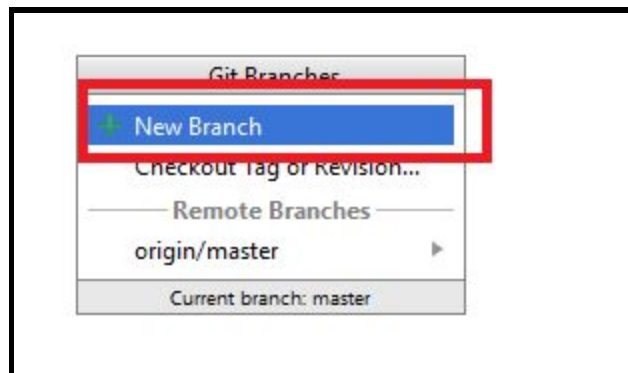 Git Branches
New Branch
Checkout Tag or Revision...
Remote Branches
origin/master
Current branch: master